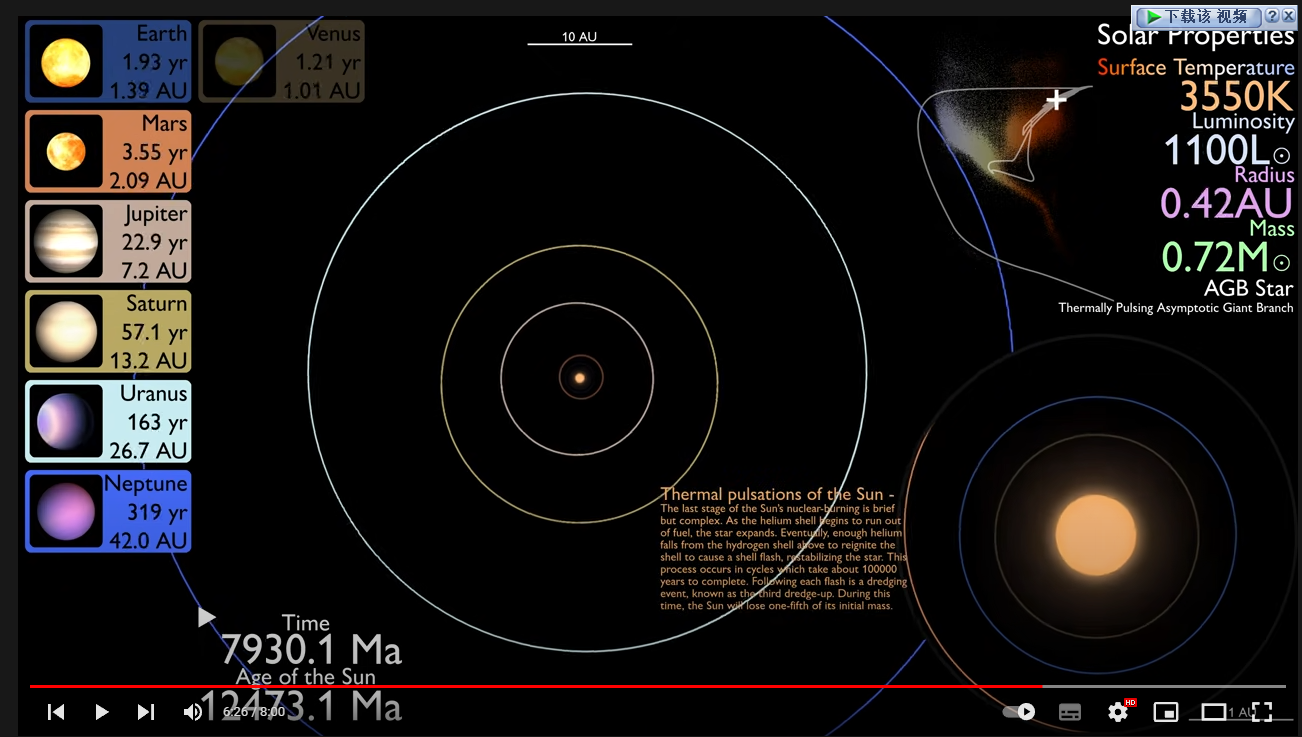 下载该 视频
Earth
1.93 yr
1.39 AU
Venus
1.21 yr
1.01 AU
Mars
3.55 yr
2.09 AU
Jupiter
22.9 yr
7.2 AU
Saturn
57.1 yr
13.2 AU
Uranus
163 yr
26.7 AU
Neptune
319 yr
42.0 AU
10 AU
Solar Properties
Surface Temperature
3550K
Luminosity
1100L☉
Radius
0.42AU
Mass
0.72M☉
AGB Star
Thermally Pulsing Asymptotic Giant Branch
Thermal pulsations of the Sun -
The last stage of the Sun's nuclear-burning is brief
but complex. As the helium shell begins to run out
of fuel, the star expands. Eventually, enough helium
falls from the hydrogen shell above to reignite the
shell to cause a shell flash, restabilizing the star. This
process occurs in cycles which take about 100000
years to complete. Following each flash is a dredging
event, known as the third dredge-up. During this
time, the Sun will lose one-fifth of its initial mass.
Time
7930.1 Ma
Age of the Sun
12473.1 Ma
6:26 / 8:00
HD
1 AU